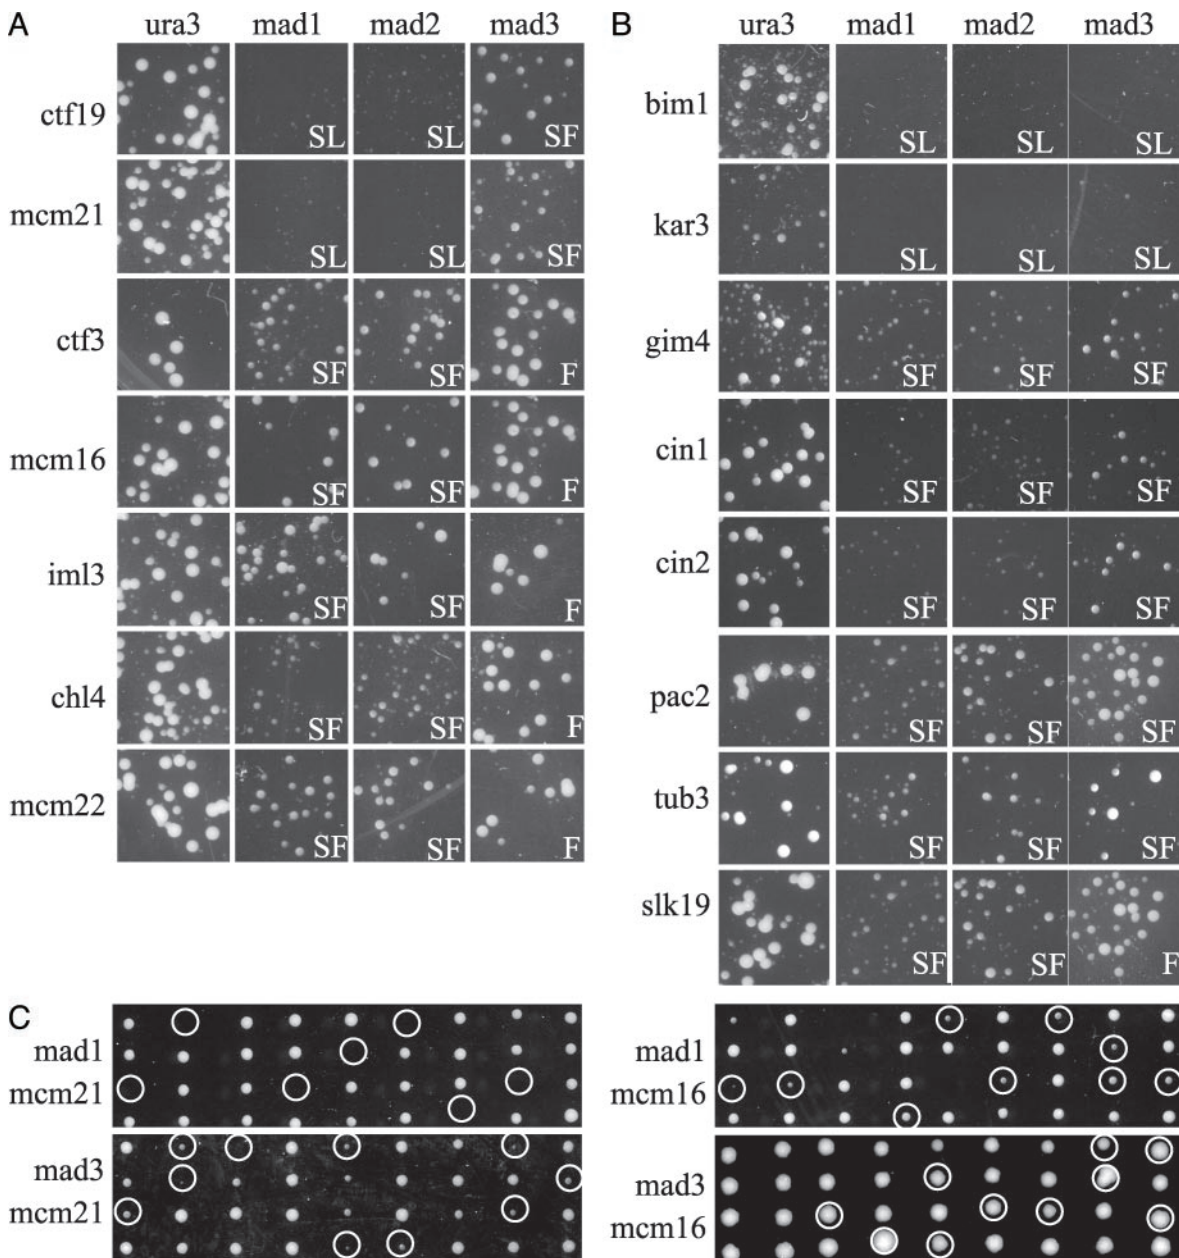 A
ura3 mad1 mad2 mad3
ctf19 SL SL SF
mcm21 SL SL SF
ctf3 SF SF F
mcm16 SF SF F
iml3 SF SF F
chl4 SF SF F
mcm22 SF SF F
B
ura3 mad1 mad2 mad3
bim1 SL SL SL
kar3 SL SL SL
gim4 SF SF SF
cin1 SF SF SF
cin2 SF SF SF
pac2 SF SF SF
tub3 SF SF SF
slk19 SF SF F
C
mad1
mcm21
mad3
mcm21
mad1
mcm16
mad3
mcm16